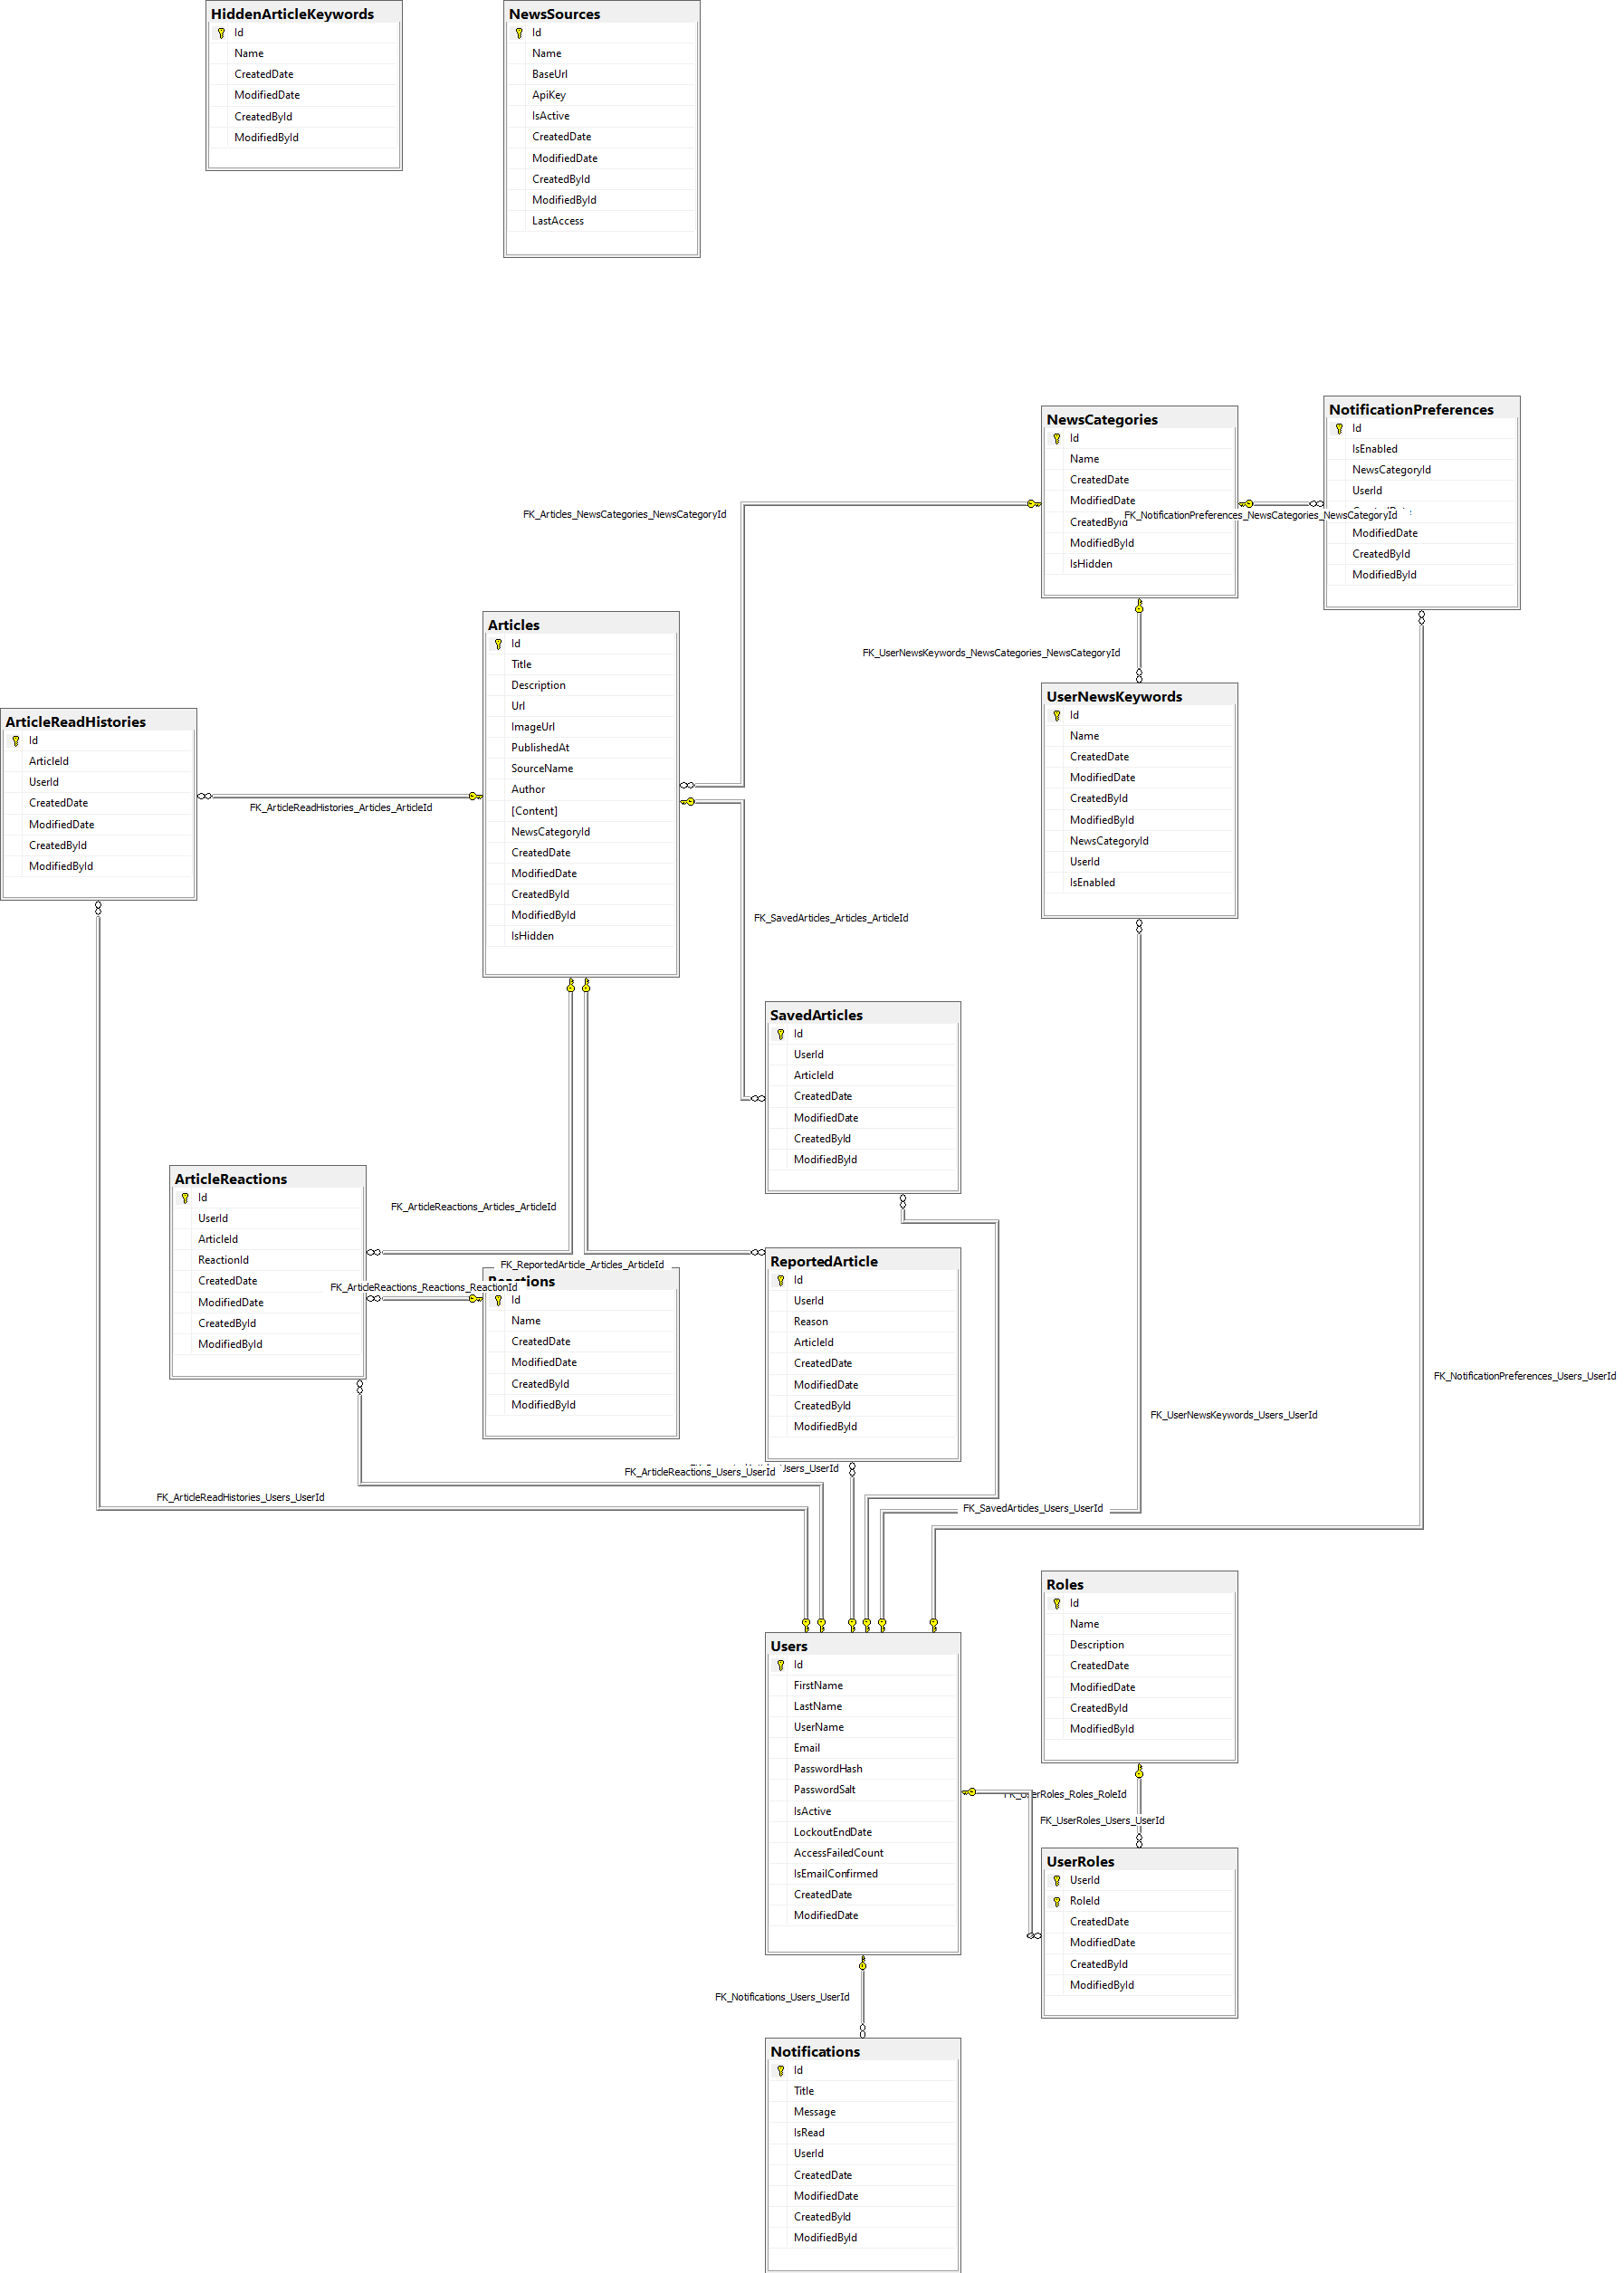 HiddenArticleKeywords
Id
Name
CreatedDate
ModifiedDate
CreatedById
ModifiedById
NewsSources
Id
Name
BaseUrl
ApiKey
IsActive
CreatedDate
ModifiedDate
CreatedById
ModifiedById
LastAccess
NewsCategories
Id
Name
CreatedDate
ModifiedDate
CreatedById
ModifiedById
IsHidden
NotificationPreferences
Id
IsEnabled
NewsCategoryId
UserId
ModifiedDate
CreatedById
ModifiedById
FK_Articles_NewsCategories_NewsCategoryId
FK_NotificationPreferences_NewsCategories_NewsCategoryId
FK_UserNewsKeywords_NewsCategories_NewsCategoryId
Articles
Id
Title
Description
Url
ImageUrl
PublishedAt
SourceName
Author
[Content]
NewsCategoryId
CreatedDate
ModifiedDate
CreatedById
ModifiedById
IsHidden
UserNewsKeywords
Id
Name
CreatedDate
ModifiedDate
CreatedById
ModifiedById
NewsCategoryId
UserId
IsEnabled
ArticleReadHistories
Id
ArticleId
UserId
CreatedDate
ModifiedDate
CreatedById
ModifiedById
FK_ArticleReadHistories_Articles_ArticleId
FK_SavedArticles_Articles_ArticleId
SavedArticles
Id
UserId
ArticleId
CreatedDate
ModifiedDate
CreatedById
ModifiedById
ArticleReactions
Id
UserId
ArticleId
ReactionId
CreatedDate
ModifiedDate
CreatedById
ModifiedById
FK_ArticleReactions_Articles_ArticleId
FK_ReportedArticle_Articles_ArticleId
FK_ArticleReactions_Reactions_ReactionId
Reactions
Id
Name
CreatedDate
ModifiedDate
CreatedById
ModifiedById
ReportedArticle
Id
UserId
Reason
ArticleId
CreatedDate
ModifiedDate
CreatedById
ModifiedById
FK_NotificationPreferences_Users_UserId
FK_UserNewsKeywords_Users_UserId
Users_UserId
FK_ArticleReactions_Users_UserId
FK_ArticleReadHistories_Users_UserId
FK_SavedArticles_Users_UserId
Roles
Id
Name
Description
CreatedDate
ModifiedDate
CreatedById
ModifiedById
Users
Id
FirstName
LastName
UserName
Email
PasswordHash
PasswordSalt
IsActive
LockoutEndDate
AccessFailedCount
IsEmailConfirmed
CreatedDate
ModifiedDate
FK_UserRoles_Roles_RoleId
FK_UserRoles_Users_UserId
UserRoles
UserId
RoleId
CreatedDate
ModifiedDate
CreatedById
ModifiedById
FK_Notifications_Users_UserId
Notifications
Id
Title
Message
IsRead
UserId
CreatedDate
ModifiedDate
CreatedById
ModifiedById